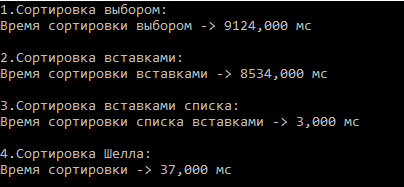 1.Сортировка выбором:
Время сортировки выбором -> 9124,000 мс
2.Сортировка вставками:
Время сортировки вставками -> 8534,000 мс
3.Сортировка вставками списка:
Время сортировки списка вставками -> 3,000 мс
4.Сортировка Шелла:
Время сортировки -> 37,000 мс